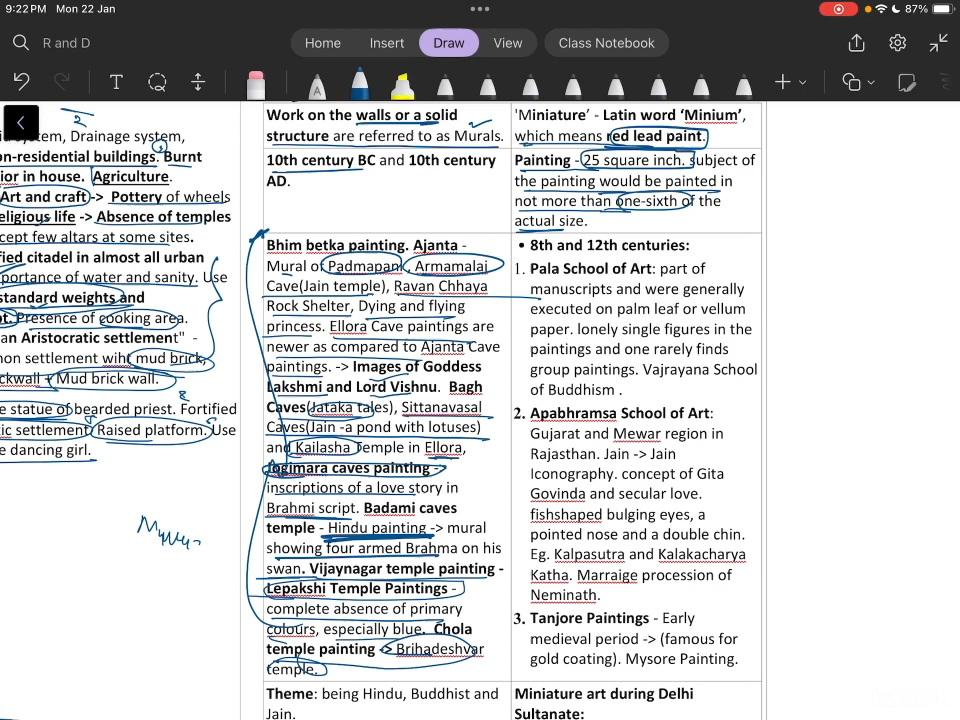 9:22 PM Mon 22 Jan
87%
R and D
Home Insert Draw View Class Notebook
T
A
m, Drainage system,
n-residential buildings. Burnt
ior in house. Agriculture.
Art and craft -> Pottery of wheels
eligious life -> Absence of temples
cept few altars at some sites.
fied citadel in almost all urban
portance of water and sanity. Use
standard weights and
ot. Presence of cooking area.
an Aristocratic settlement" -
non settlement wiht mud brick,
ckwall + Mud brick wall.
e statue of bearded priest. Fortified
tic settlement. Raised platform. Use
e dancing girl.
Work on the walls or a solid
structure are referred to as Murals.
10th century BC and 10th century
AD.
Bhim betka painting. Ajanta -
Mural of Padmapani, Armamalai
Cave(Jain temple), Ravan Chhaya
Rock Shelter, Dying and flying
princess. Ellora Cave paintings are
newer as compared to Ajanta Cave
paintings. -> Images of Goddess
Lakshmi and Lord Vishnu. Bagh
Caves(Jataka tales), Sittanavasal
Caves(Jain -a pond with lotuses)
and Kailasha Temple in Ellora,
Jogimara caves painting ->
inscriptions of a love story in
Brahmi script. Badami caves
temple - Hindu painting -> mural
showing four armed Brahma on his
swan. Vijaynagar temple painting -
Lepakshi Temple Paintings -
complete absence of primary
colours, especially blue. Chola
temple painting -> Brihadeshvar
temple.
Theme: being Hindu, Buddhist and
Jain.
'Miniature' - Latin word ‘Minium’,
which means red lead paint.
Painting - 25 square inch. subject of
the painting would be painted in
not more than one-sixth of the
actual size.
• 8th and 12th centuries:
1. Pala School of Art: part of
manuscripts and were generally
executed on palm leaf or vellum
paper. lonely single figures in the
paintings and one rarely finds
group paintings. Vajrayana School
of Buddhism .
2. Apabhramsa School of Art:
Gujarat and Mewar region in
Rajasthan. Jain -> Jain
Iconography. concept of Gita
Govinda and secular love.
fishshaped bulging eyes, a
pointed nose and a double chin.
Eg. Kalpasutra and Kalakacharya
Katha. Marraige procession of
Neminath.
3. Tanjore Paintings - Early
medieval period -> (famous for
gold coating). Mysore Painting.
Miniature art during Delhi
Sultanate: